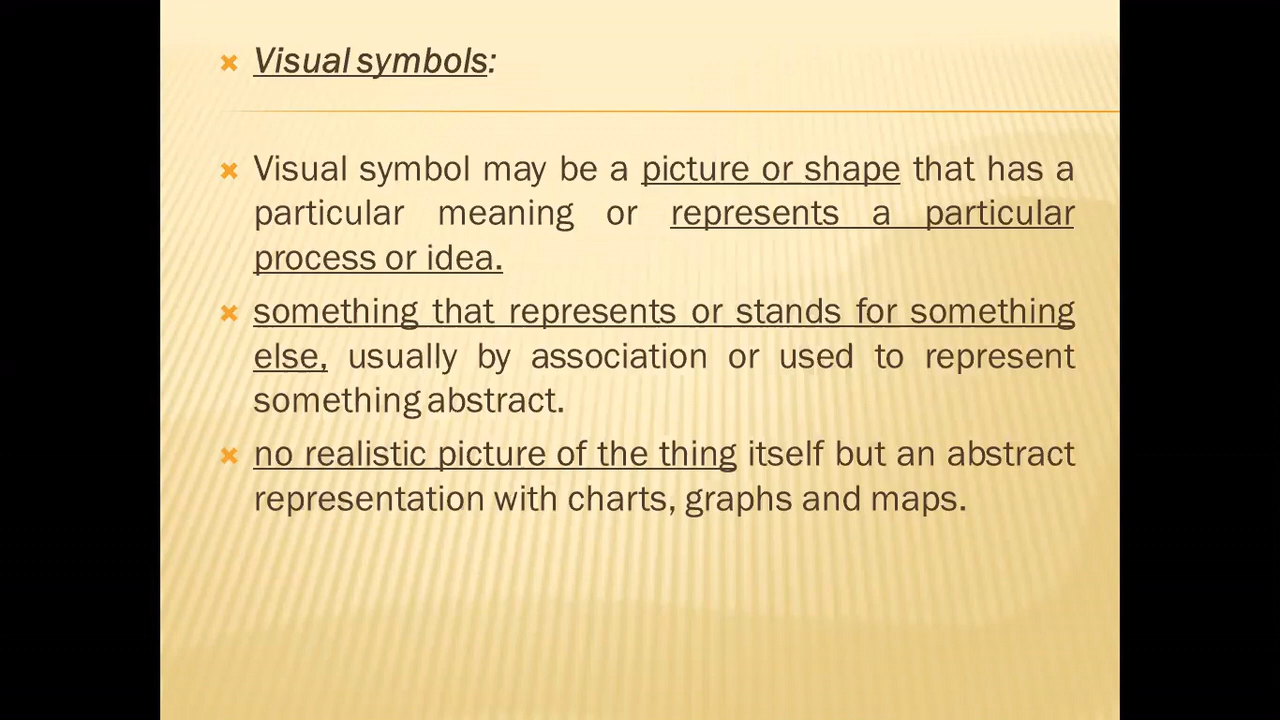 Visual symbols:
Visual symbol may be a picture or shape that has a
particular meaning or represents a particular
process or idea.
something that represents or stands for something
else, usually by association or used to represent
something abstract.
no realistic picture of the thing itself but an abstract
representation with charts, graphs and maps.